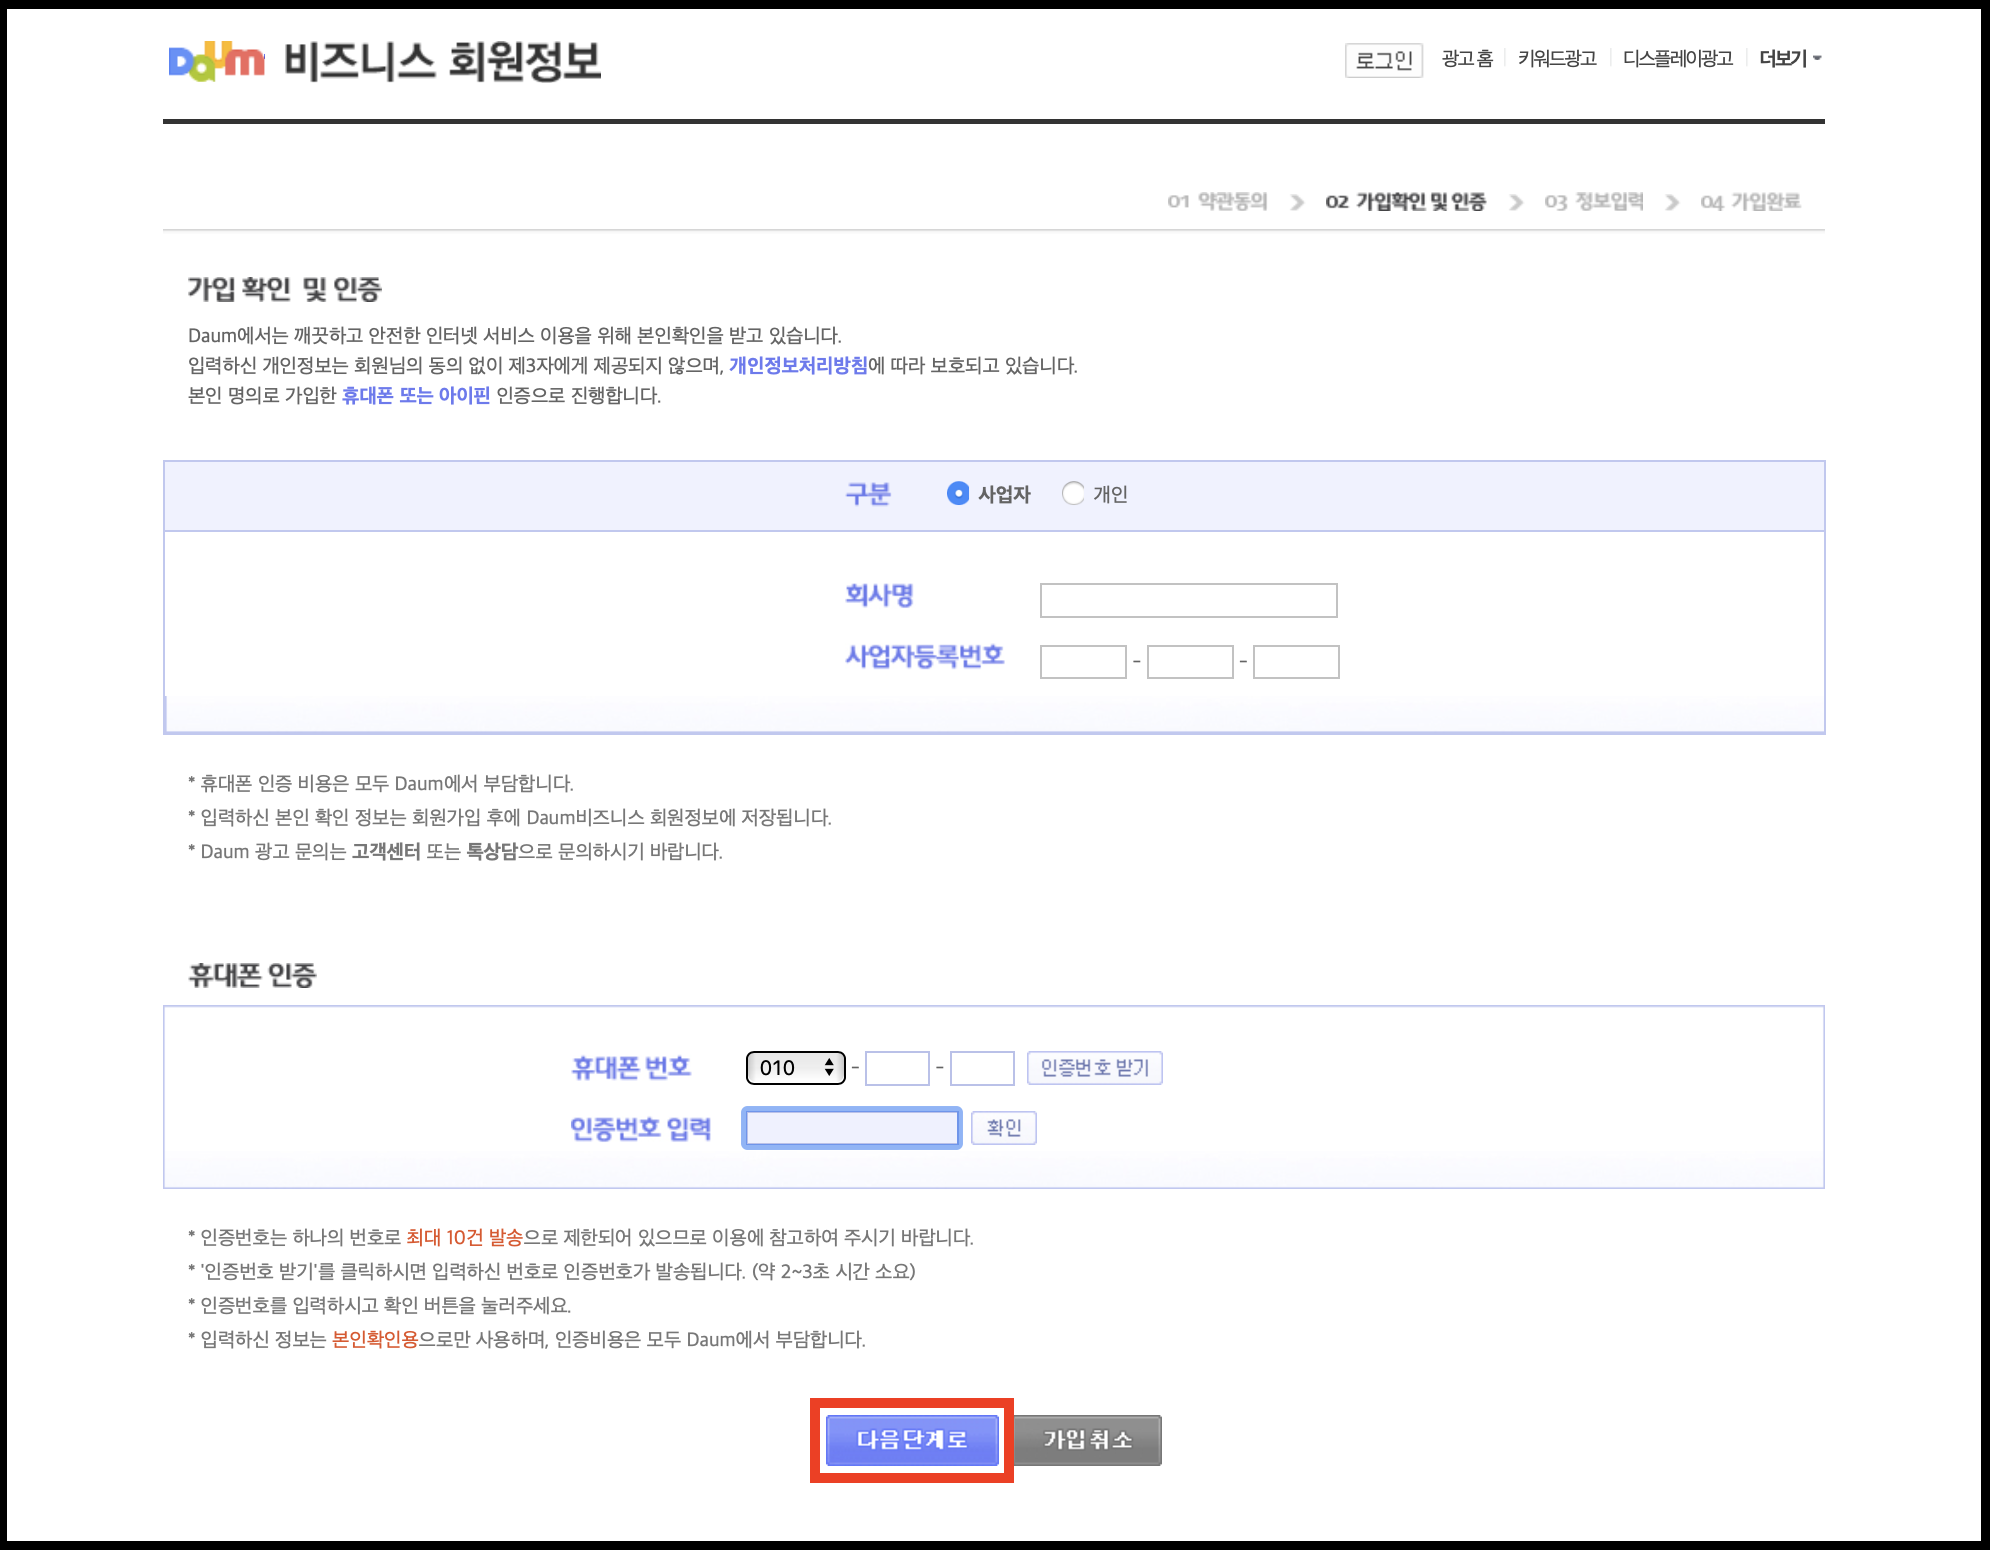 Daum 비즈니스 회원정보
로그인 광고 홈 키워드광고 디스플레이광고 더보기
01 약관동의 02 가입확인 및 인증 03 정보입력 04 가입완료
가입 확인 및 인증
Daum에서는 깨끗하고 안전한 인터넷 서비스 이용을 위해 본인확인을 받고 있습니다.
입력하신 개인정보는 회원님의 동의 없이 제3자에게 제공되지 않으며, 개인정보처리방침에 따라 보호되고 있습니다.
본인 명의로 가입한 휴대폰 또는 아이핀 인증으로 진행합니다.
구분 사업자 개인
회사명
사업자등록번호 - -
* 휴대폰 인증 비용은 모두 Daum에서 부담합니다.
* 입력하신 본인 확인 정보는 회원가입 후에 Daum비즈니스 회원정보에 저장됩니다.
* Daum 광고 문의는 고객센터 또는 톡상담으로 문의하시기 바랍니다.
휴대폰 인증
휴대폰 번호 010 - - 인증번호 받기
인증번호 입력 확인
* 인증번호는 하나의 번호로 최대 10건 발송으로 제한되어 있으므로 이용에 참고하여 주시기 바랍니다.
* '인증번호 받기'를 클릭하시면 입력하신 번호로 인증번호가 발송됩니다. (약 2~3초 시간 소요)
* 인증번호를 입력하시고 확인 버튼을 눌러주세요.
* 입력하신 정보는 본인확인용으로만 사용하며, 인증비용은 모두 Daum에서 부담합니다.
다음단계로 가입취소